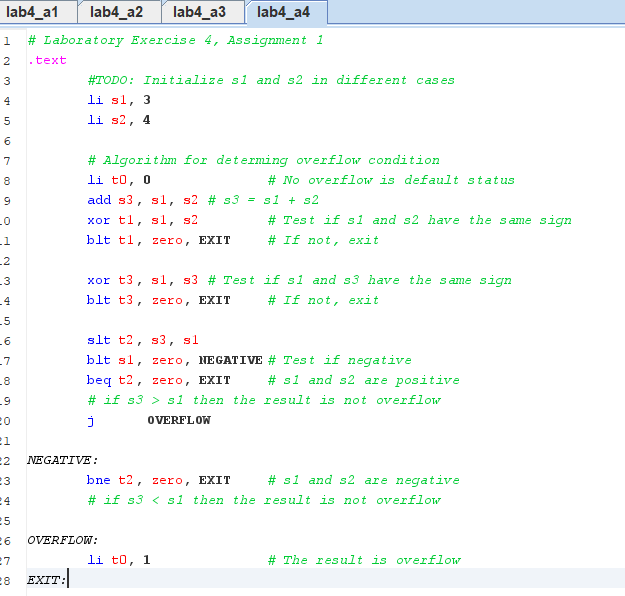 lab4_a1 lab4_a2 lab4_a3 lab4_a4
1 # Laboratory Exercise 4, Assignment 1
2 .text
3 #TODO: Initialize s1 and s2 in different cases
4 li s1, 3
5 li s2, 4
6
7 # Algorithm for determing overflow condition
8 li t0, 0 # No overflow is default status
9 add s3, s1, s2 # s3 = s1 + s2
10 xor t1, s1, s2 # Test if s1 and s2 have the same sign
11 blt t1, zero, EXIT # If not, exit
12
13 xor t3, s1, s3 # Test if s1 and s3 have the same sign
14 blt t3, zero, EXIT # If not, exit
15
16 slt t2, s3, s1
17 blt s1, zero, NEGATIVE # Test if negative
18 beq t2, zero, EXIT # s1 and s2 are positive
19 # if s3 > s1 then the result is not overflow
20 j OVERFLOW
21
22 NEGATIVE:
23 bne t2, zero, EXIT # s1 and s2 are negative
24 # if s3 < s1 then the result is not overflow
25
26 OVERFLOW:
27 li t0, 1 # The result is overflow
28 EXIT: